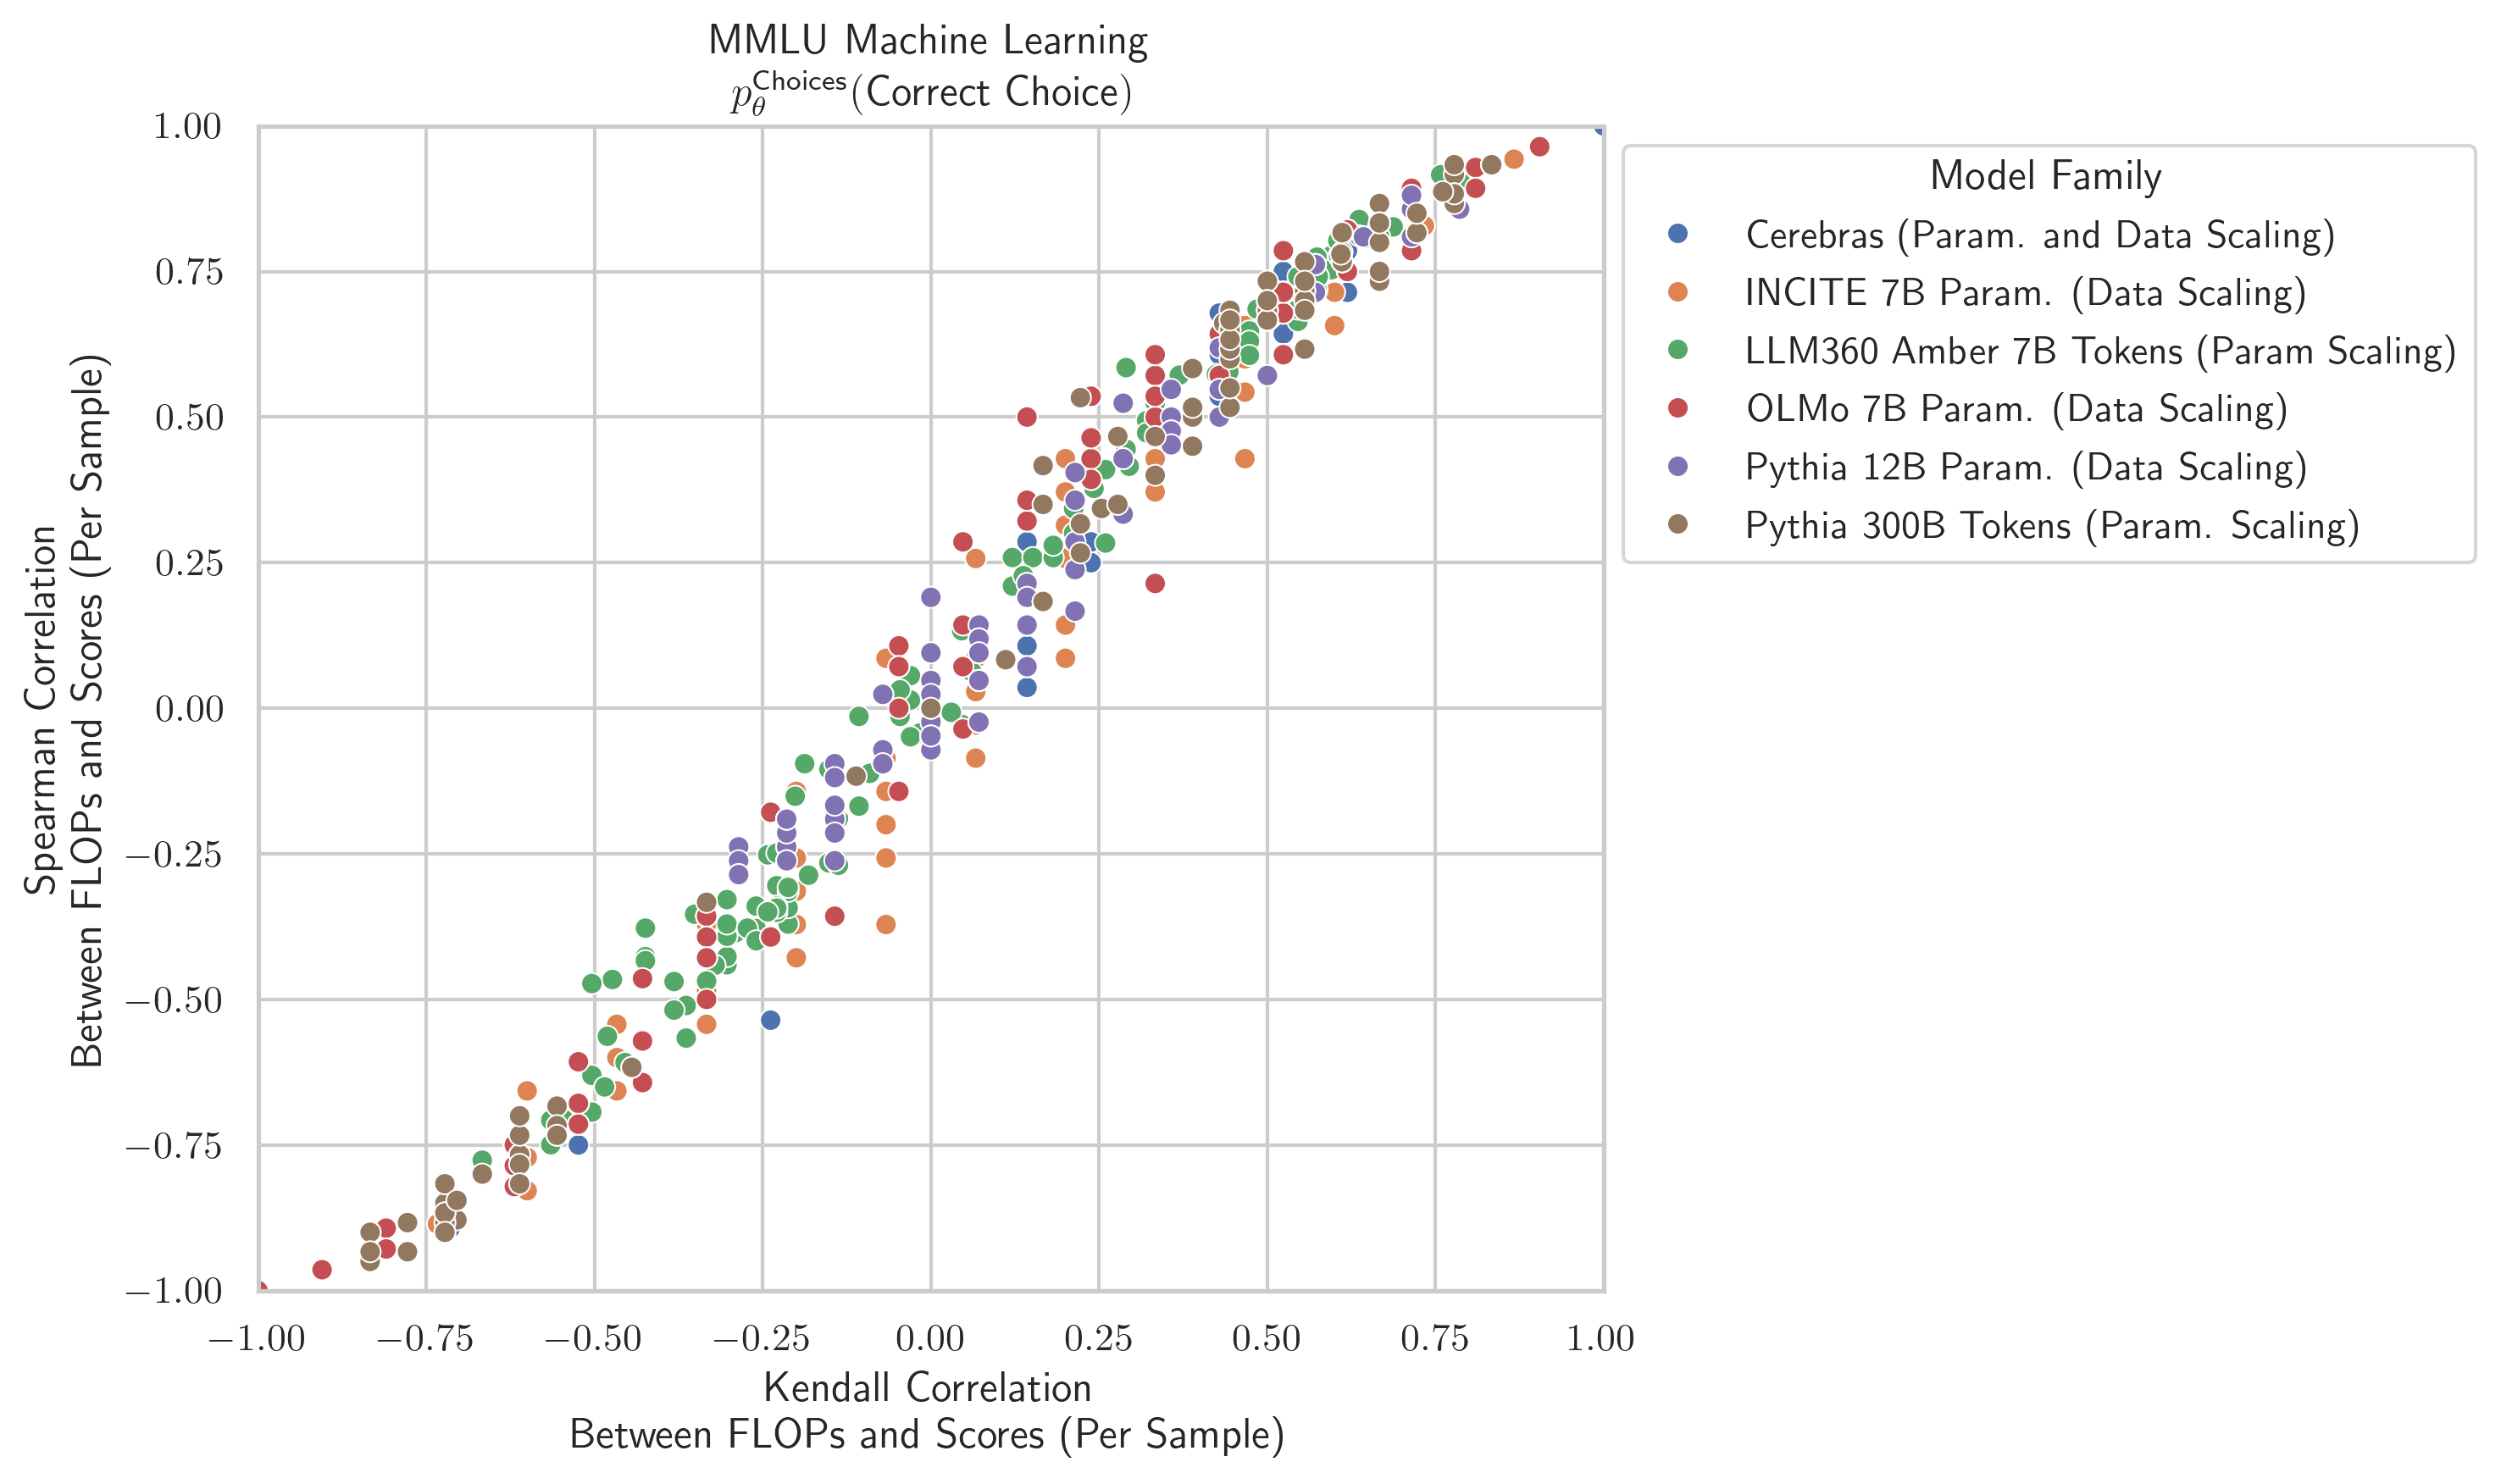 MMLU Machine Learning
p_θ^Choices(Correct Choice)
Spearman Correlation
Between FLOPs and Scores (Per Sample)
1.00
0.75
0.50
0.25
0.00
−0.25
−0.50
−0.75
−1.00
−1.00 −0.75 −0.50 −0.25 0.00 0.25 0.50 0.75 1.00
Kendall Correlation
Between FLOPs and Scores (Per Sample)
Model Family
Cerebras (Param. and Data Scaling)
INCITE 7B Param. (Data Scaling)
LLM360 Amber 7B Tokens (Param Scaling)
OLMo 7B Param. (Data Scaling)
Pythia 12B Param. (Data Scaling)
Pythia 300B Tokens (Param. Scaling)